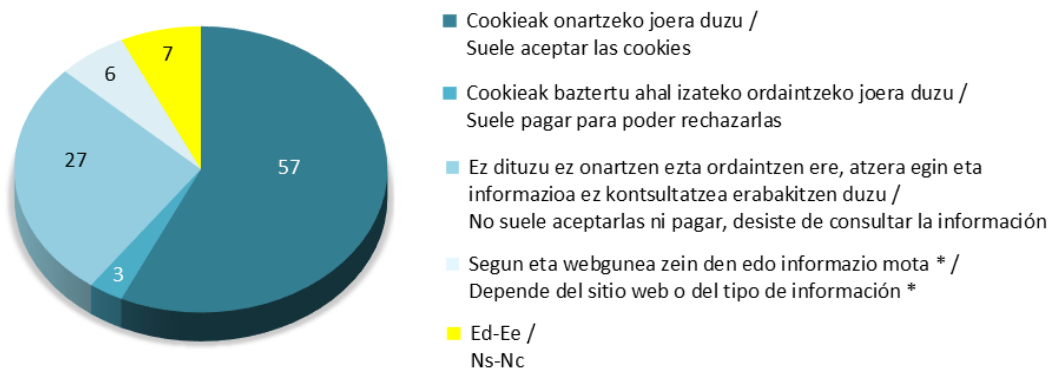 7
6
27
57
3
Cookieak onartzeko joera duzu /
Suele aceptar las cookies
Cookieak baztertu ahal izateko ordaintzeko joera duzu /
Suele pagar para poder rechazarlas
Ez dituzu ez onartzen ezta ordaintzen ere, atzera egin eta
informazioa ez kontsultatzea erabakitzen duzu /
No suele aceptarlas ni pagar, desiste de consultar la información
Segun eta webgunea zein den edo informazio mota * /
Depende del sitio web o del tipo de información *
Ed-Ee /
Ns-Nc